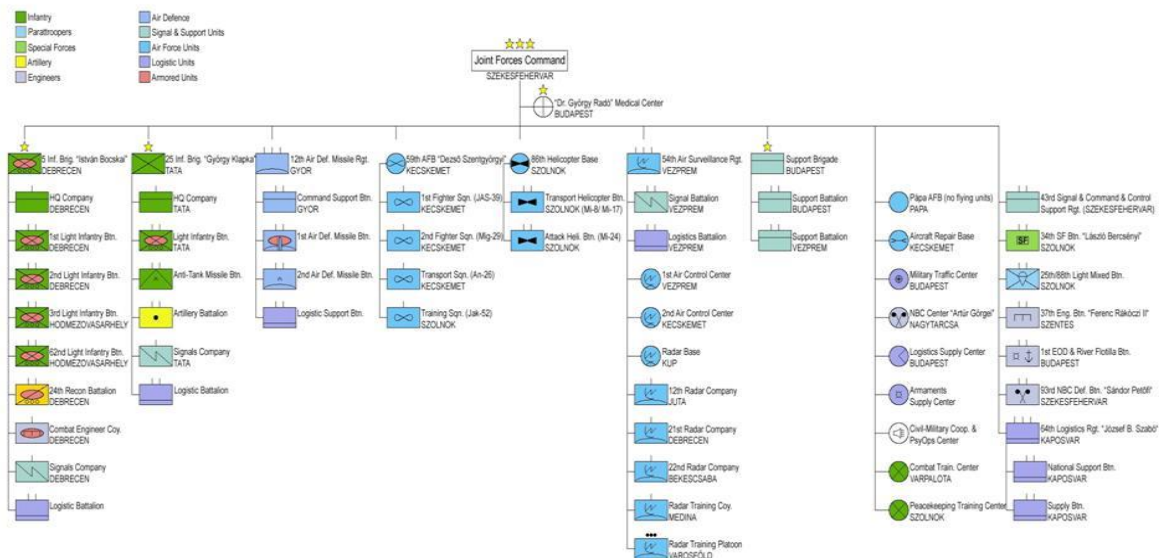 Infantry
Parattroopers
Special Forces
Artillery
Engineers
Air Defence
Signal & Support Units
Air Force Units
Logistic Units
Armored Units
Joint Forces Command
SZEKESFEHERVAR
"Dr. György Radó" Medical Center
BUDAPEST
5 Inf. Brig. "István Bocskai"
DEBRECEN
HQ Company
DEBRECEN
1st Light Infantry Btn.
DEBRECEN
2nd Light Infantry Btn.
DEBRECEN
3rd Light Infantry Btn.
HODMEZOVASARHELY
62nd Light Infantry Btn.
HODMEZOVASARHELY
24th Recon Battalion
DEBRECEN
Combat Engineer Coy.
DEBRECEN
Signals Company
DEBRECEN
Logistic Battalion
25 Inf. Brig. "György Klapka"
TATA
HQ Company
TATA
Light Infantry Btn.
TATA
Anti-Tank Missile Btn.
Artillery Battalion
Signals Company
TATA
Logistic Battalion
12th Air Def. Missile Rgt.
GYOR
Command Support Btn.
GYOR
1st Air Def. Missile Btn.
2nd Air Def. Missile Btn.
Logistic Support Btn.
59th AFB "Dezső Szentgyörgyi"
KECSKEMET
1st Fighter Sqn. (JAS-39)
KECSKEMET
2nd Fighter Sqn. (Mig-29)
KECSKEMET
Transport Sqn. (An-26)
KECSKEMET
Training Sqn. (Jak-52)
SZOLNOK
86th Helicopter Base
SZOLNOK
Transport Helicopter Btn.
SZOLNOK (Mi-8/ Mi-17)
Attack Heli. Btn. (Mi-24)
SZOLNOK
54th Air Surveillance Rgt.
VEZPREM
Signal Battalion
VEZPREM
Logistics Battalion
VEZPREM
1st Air Control Center
VEZPREM
2nd Air Control Center
KECSKEMET
Radar Base
KUP
12th Radar Company
JUTA
21st Radar Company
DEBRECEN
22nd Radar Company
BEKESCSABA
Radar Training Coy.
MEDINA
Radar Training Platoon
VAROSFÖLD
Support Brigade
BUDAPEST
Support Battalion
BUDAPEST
Support Battalion
VEZPREM
Pápa AFB (no flying units)
PAPA
Aircraft Repair Base
KECSKEMET
Military Traffic Center
BUDAPEST
NBC Center "Artúr Görgei"
NAGYTARCSA
Logistics Supply Center
BUDAPEST
Armaments
Supply Center
Civil-Military Coop. &
PsyOps Center
Combat Train. Center
VARPALOTA
Peacekeeping Training Center
SZOLNOK
43rd Signal & Command & Control
Support Rgt. (SZEKESFEHERVAR)
SF
34th SF Btn. "László Bercsényi"
SZOLNOK
25th/88th Light Mixed Btn.
SZOLNOK
37th Eng. Btn. "Ferenc Rákóczi II"
SZENTES
1st EOD & River Flotilla Btn.
BUDAPEST
93rd NBC Def. Btn. "Sándor Petőfi"
SZEKESFEHERVAR
64th Logistics Rgt. "József B. Szabó"
KAPOSVAR
National Support Btn.
KAPOSVAR
Supply Btn.
KAPOSVAR